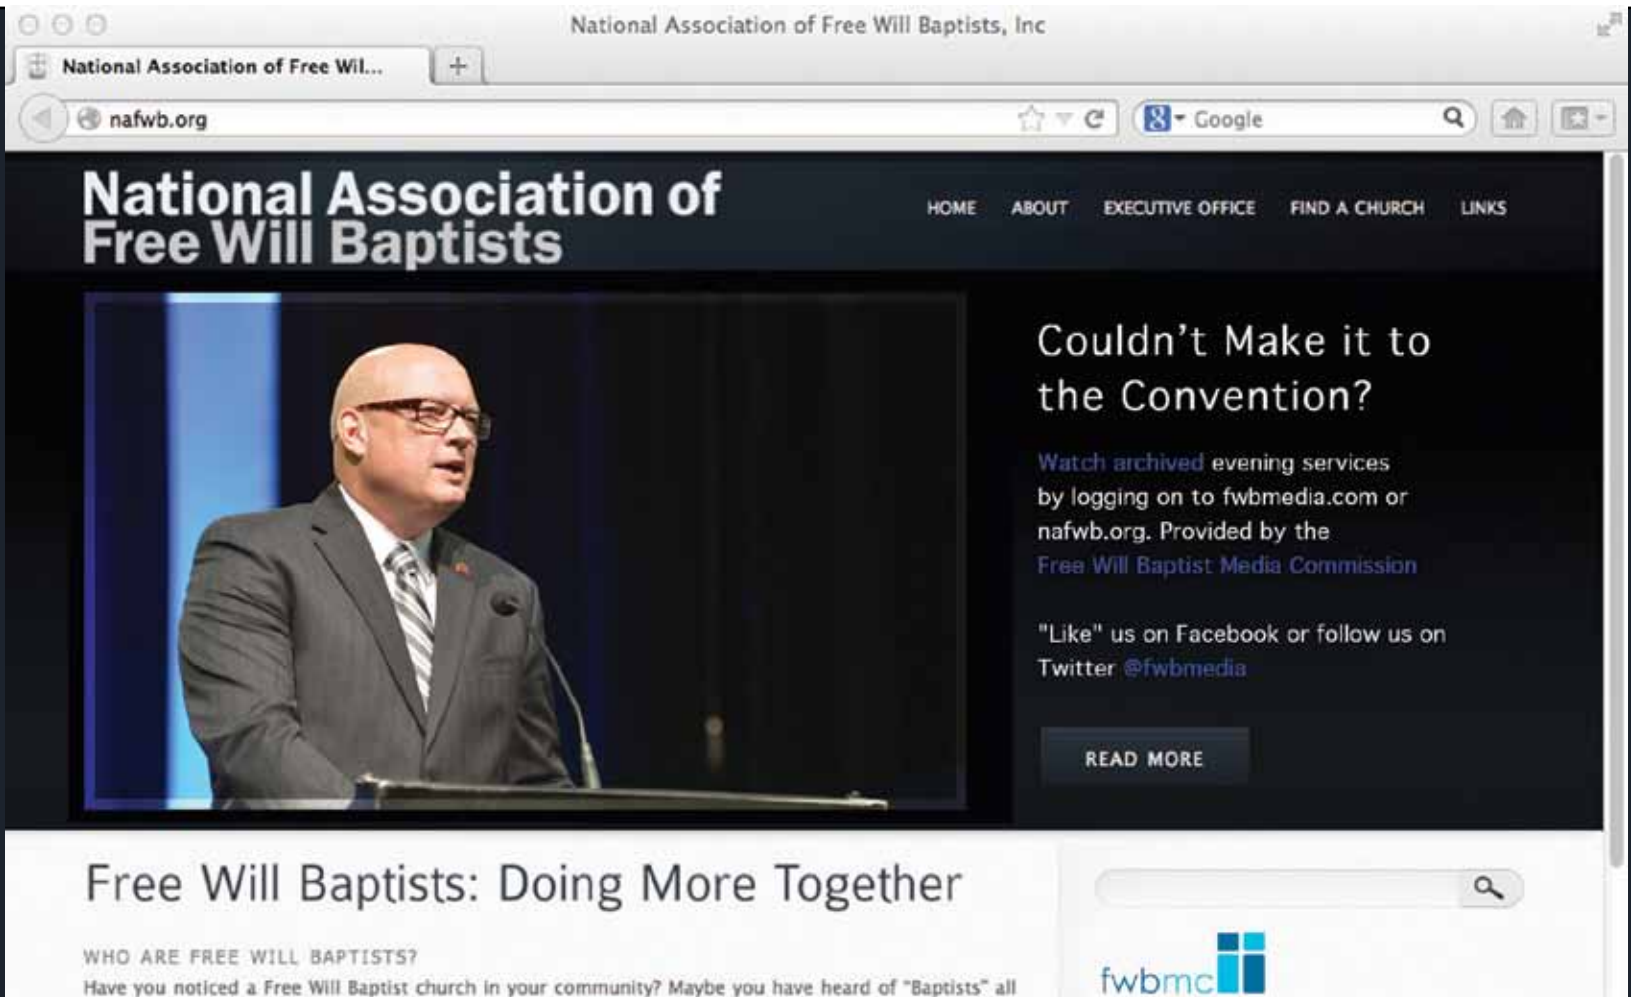 National Association of Free Will Baptists, Inc
National Association of Free Wil...
nafwb.org
Google
National Association of
Free Will Baptists
HOME ABOUT EXECUTIVE OFFICE FIND A CHURCH LINKS
Couldn't Make it to
the Convention?
Watch archived evening services
by logging on to fwbmedia.com or
nafwb.org. Provided by the
Free Will Baptist Media Commission
"Like" us on Facebook or follow us on
Twitter @fwbmedia
READ MORE
Free Will Baptists: Doing More Together
WHO ARE FREE WILL BAPTISTS?
Have you noticed a Free Will Baptist church in your community? Maybe you have heard of "Baptists" all
fwbmc